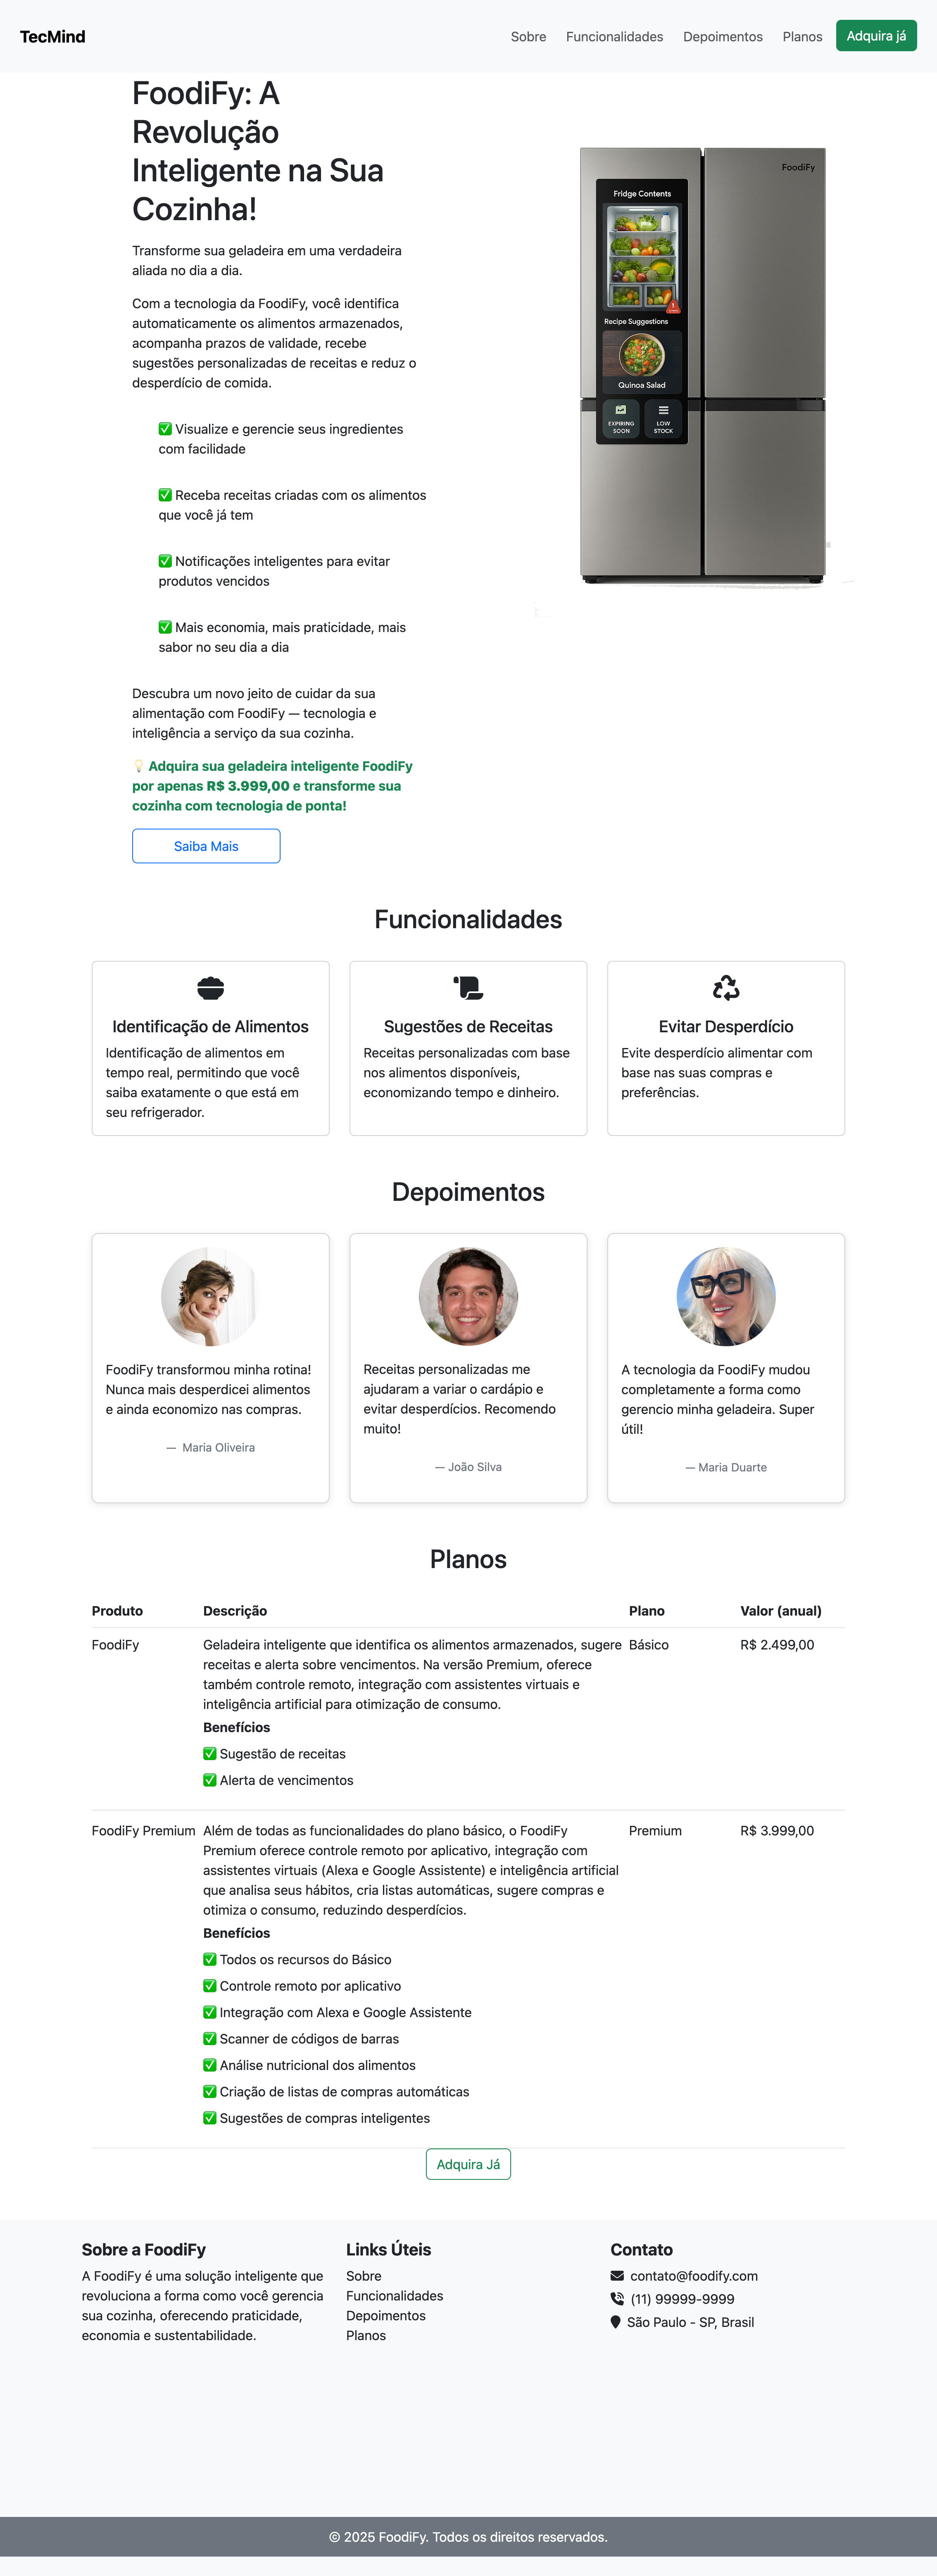 TecMind
Sobre
Funcionalidades
Depoimentos
Planos
Adquira já
FoodiFy: A
Revolução
Inteligente na Sua
Cozinha!
Transforme sua geladeira em uma verdadeira
aliada no dia a dia.
Com a tecnologia da FoodiFy, você identifica
automaticamente os alimentos armazenados,
acompanha prazos de validade, recebe
sugestões personalizadas de receitas e reduz o
desperdício de comida.
✅ Visualize e gerencie seus ingredientes
com facilidade
✅ Receba receitas criadas com os alimentos
que você já tem
✅ Notificações inteligentes para evitar
produtos vencidos
✅ Mais economia, mais praticidade, mais
sabor no seu dia a dia
Descubra um novo jeito de cuidar da sua
alimentação com FoodiFy — tecnologia e
inteligência a serviço da sua cozinha.
💡 Adquira sua geladeira inteligente FoodiFy
por apenas R$ 3.999,00 e transforme sua
cozinha com tecnologia de ponta!
Saiba Mais
FoodiFy
Fridge Contents
1
Recipe Suggestions
Quinoa Salad
EXPIRING
SOON
LOW
STOCK
Funcionalidades
Identificação de Alimentos
Identificação de alimentos em
tempo real, permitindo que você
saiba exatamente o que está em
seu refrigerador.
Sugestões de Receitas
Receitas personalizadas com base
nos alimentos disponíveis,
economizando tempo e dinheiro.
Evitar Desperdício
Evite desperdício alimentar com
base nas suas compras e
preferências.
Depoimentos
FoodiFy transformou minha rotina!
Nunca mais desperdicei alimentos
e ainda economizo nas compras.
— Maria Oliveira
Receitas personalizadas me
ajudaram a variar o cardápio e
evitar desperdícios. Recomendo
muito!
— João Silva
A tecnologia da FoodiFy mudou
completamente a forma como
gerencio minha geladeira. Super
útil!
— Maria Duarte
Planos
Produto Descrição Plano Valor (anual)
FoodiFy
Geladeira inteligente que identifica os alimentos armazenados, sugere
receitas e alerta sobre vencimentos. Na versão Premium, oferece
também controle remoto, integração com assistentes virtuais e
inteligência artificial para otimização de consumo.
Benefícios
✅ Sugestão de receitas
✅ Alerta de vencimentos
Básico
R$ 2.499,00
FoodiFy Premium
Além de todas as funcionalidades do plano básico, o FoodiFy
Premium oferece controle remoto por aplicativo, integração com
assistentes virtuais (Alexa e Google Assistente) e inteligência artificial
que analisa seus hábitos, cria listas automáticas, sugere compras e
otimiza o consumo, reduzindo desperdícios.
Benefícios
✅ Todos os recursos do Básico
✅ Controle remoto por aplicativo
✅ Integração com Alexa e Google Assistente
✅ Scanner de códigos de barras
✅ Análise nutricional dos alimentos
✅ Criação de listas de compras automáticas
✅ Sugestões de compras inteligentes
Premium
R$ 3.999,00
Adquira Já
Sobre a FoodiFy
A FoodiFy é uma solução inteligente que
revoluciona a forma como você gerencia
sua cozinha, oferecendo praticidade,
economia e sustentabilidade.
Links Úteis
Sobre
Funcionalidades
Depoimentos
Planos
Contato
contato@foodify.com
(11) 99999-9999
São Paulo - SP, Brasil
© 2025 FoodiFy. Todos os direitos reservados.